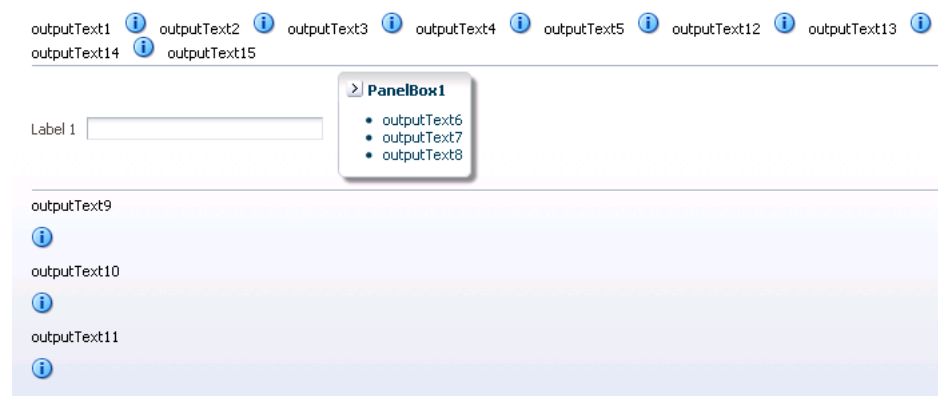 outputText1 outputText2 outputText3 outputText4 outputText5 outputText12 outputText13
outputText14 outputText15
PanelBox1
Label 1
outputText6
outputText7
outputText8
outputText9
outputText10
outputText11